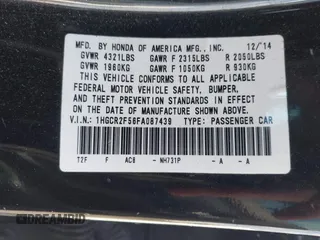 MFD. BY HONDA OF AMERICA MFG., INC. 12/14
GVWR 4321LBS GAWR F 2315LBS R 2050LBS
GVWR 1960KG GAWR F 1050KG R 930KG
THIS VEHICLE CONFORMS TO ALL APPLICABLE
FEDERAL MOTOR VEHICLE SAFETY, BUMPER,
AND THEFT PREVENTION STANDARDS IN EFFECT ON
THE DATE OF MANUFACTURE SHOWN ABOVE.
V.I.N.: 1HGCR2F58FA087439 TYPE: PASSENGER CAR
T2F F AC8 - NH731P - A - A